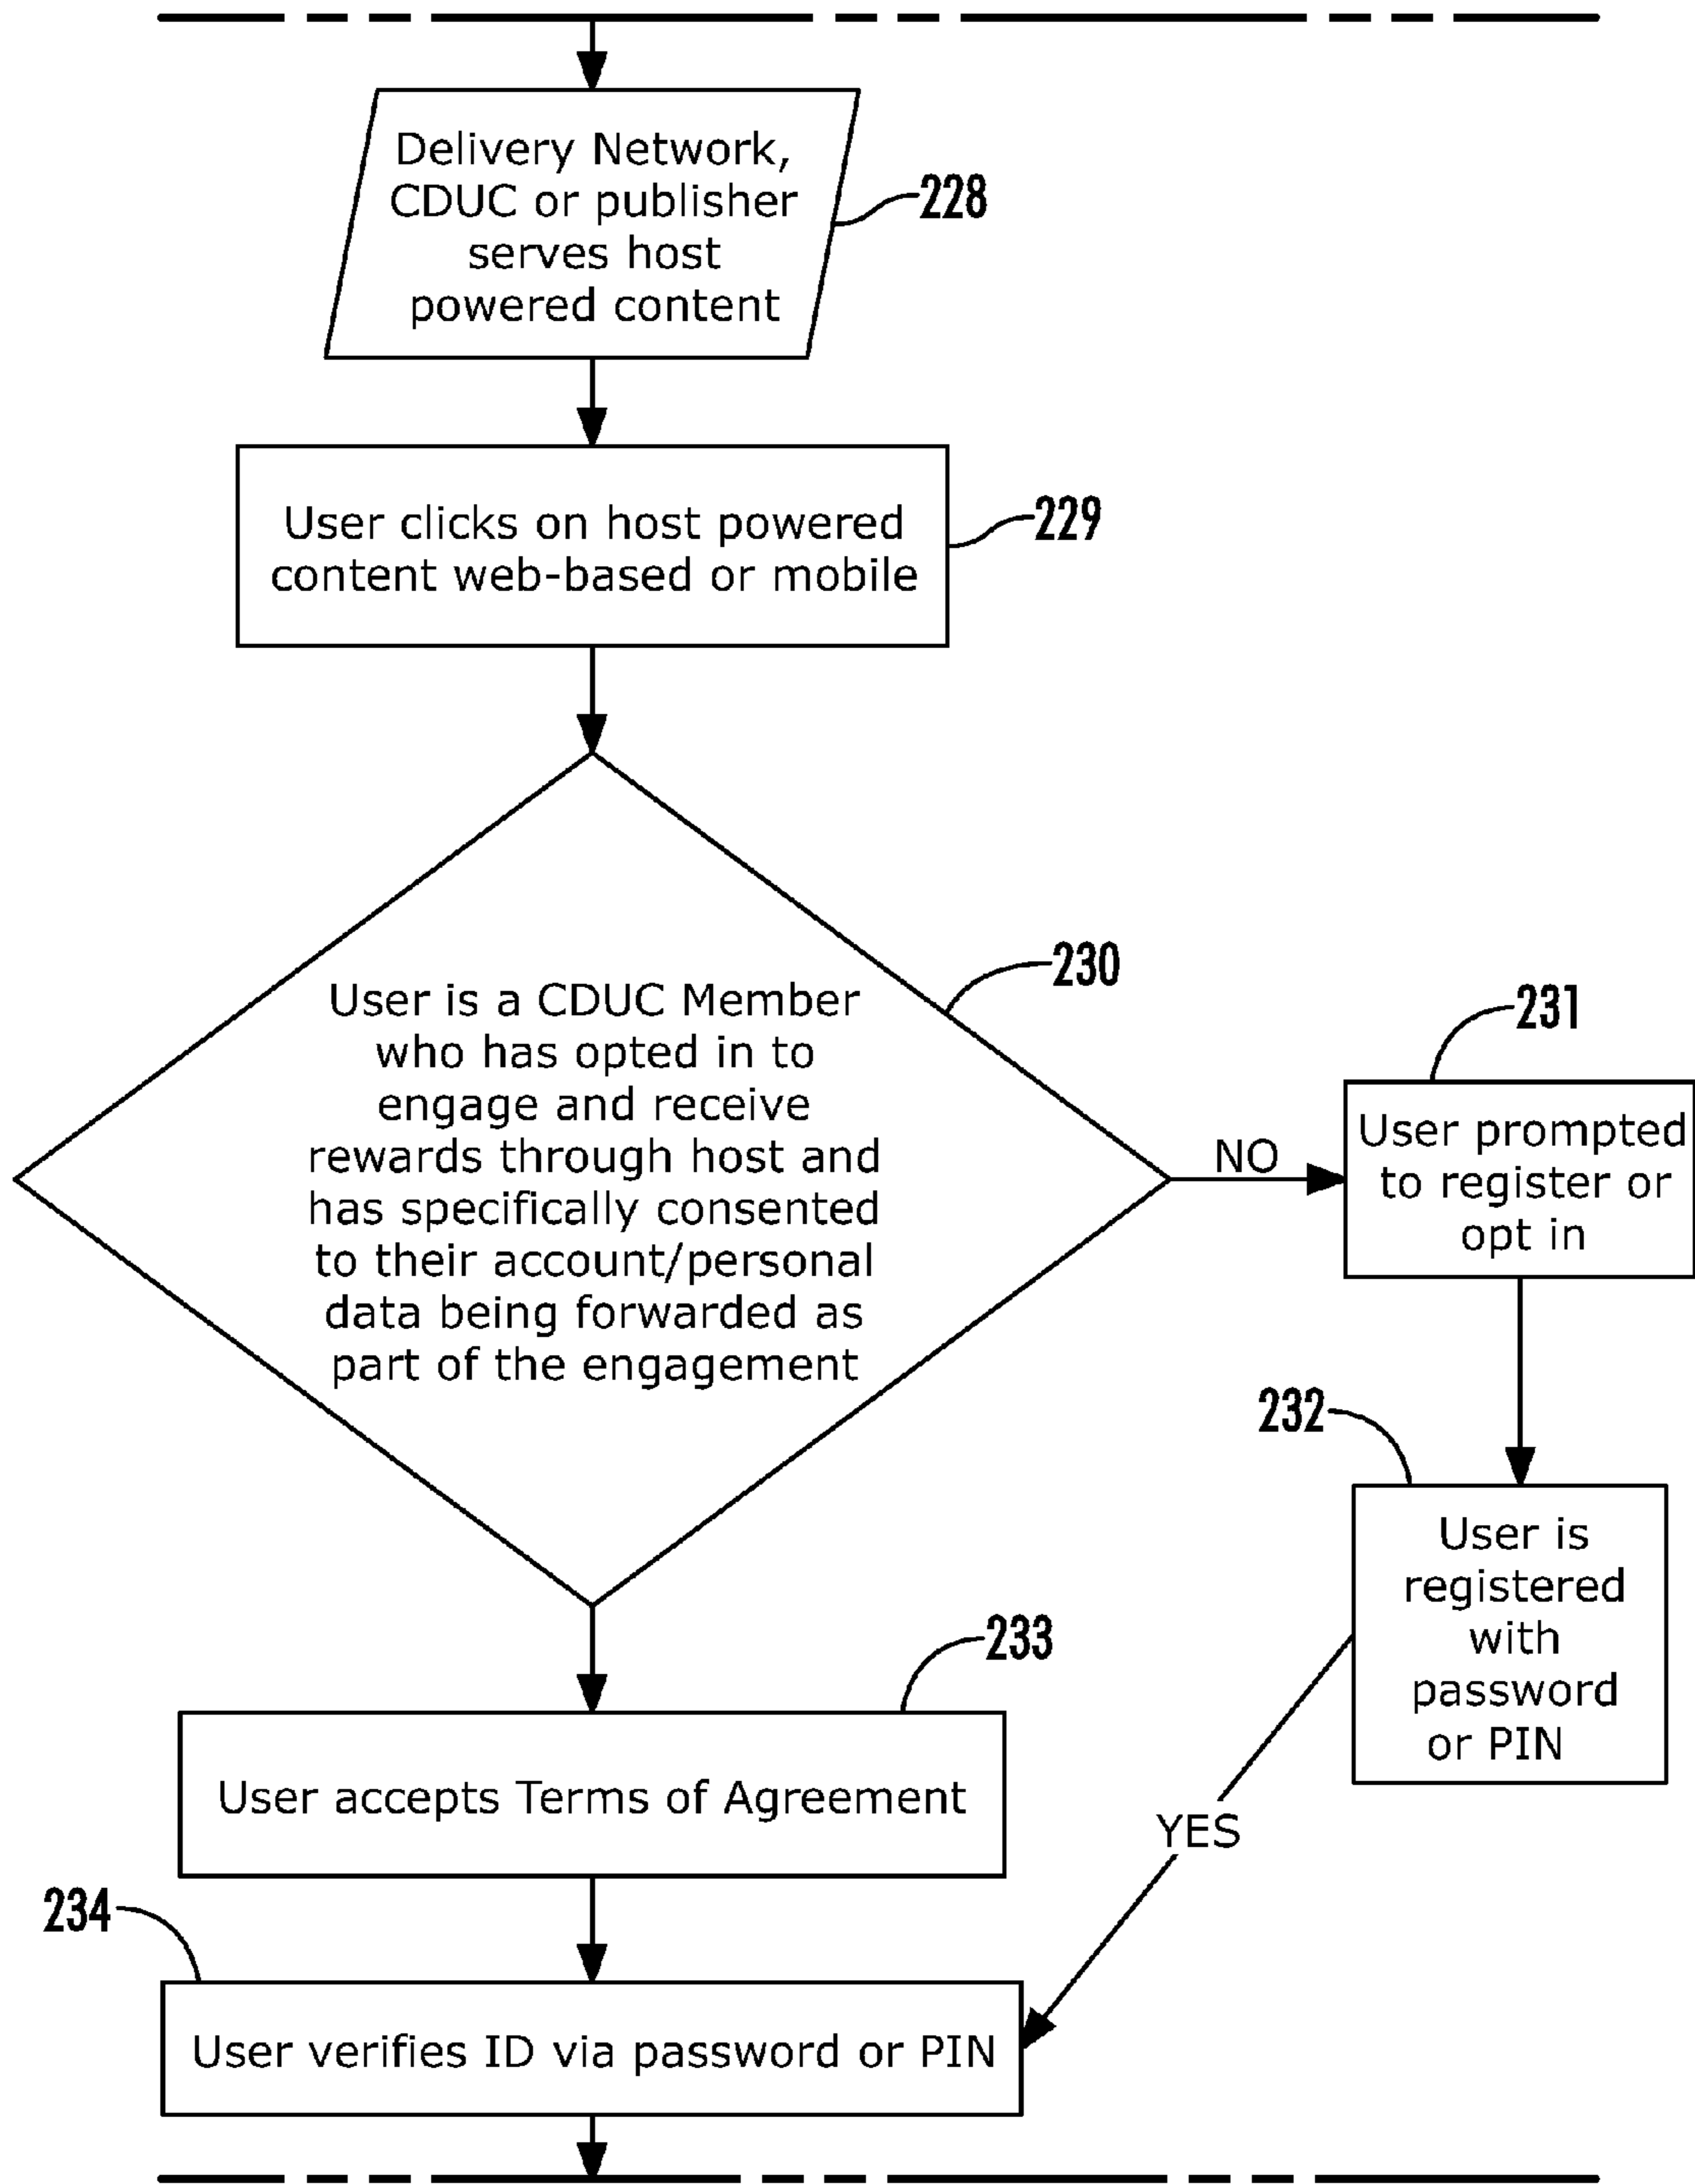 Delivery Network,
CDUC or publisher
serves host
powered content
228
User clicks on host powered
content web-based or mobile
229
User is a CDUC Member
who has opted in to
engage and receive
rewards through host and
has specifically consented
to their account/personal
data being forwarded as
part of the engagement
230
NO
231
User prompted
to register or
opt in
232
User is
registered
with
password
or PIN
YES
233
User accepts Terms of Agreement
234
User verifies ID via password or PIN